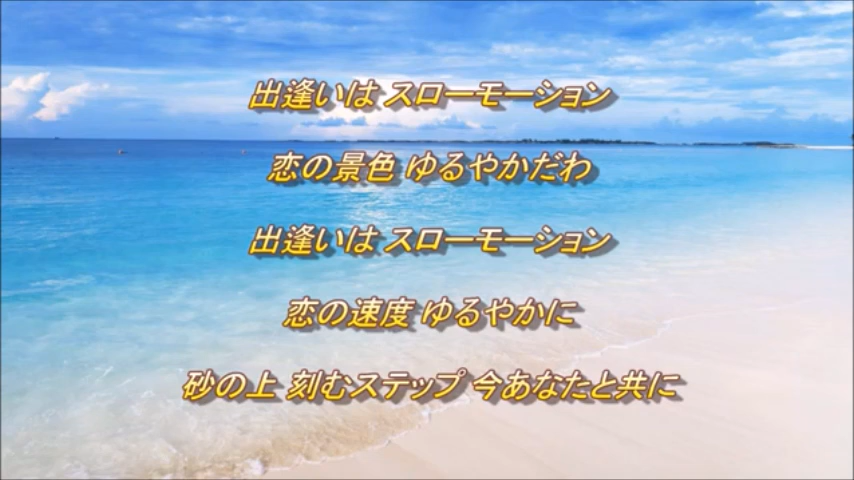 出逢いは スローモーション
恋の景色 ゆるやかだわ
出逢いは スローモーション
恋の速度 ゆるやかに
砂の上 刻むステップ 今あなたと共に